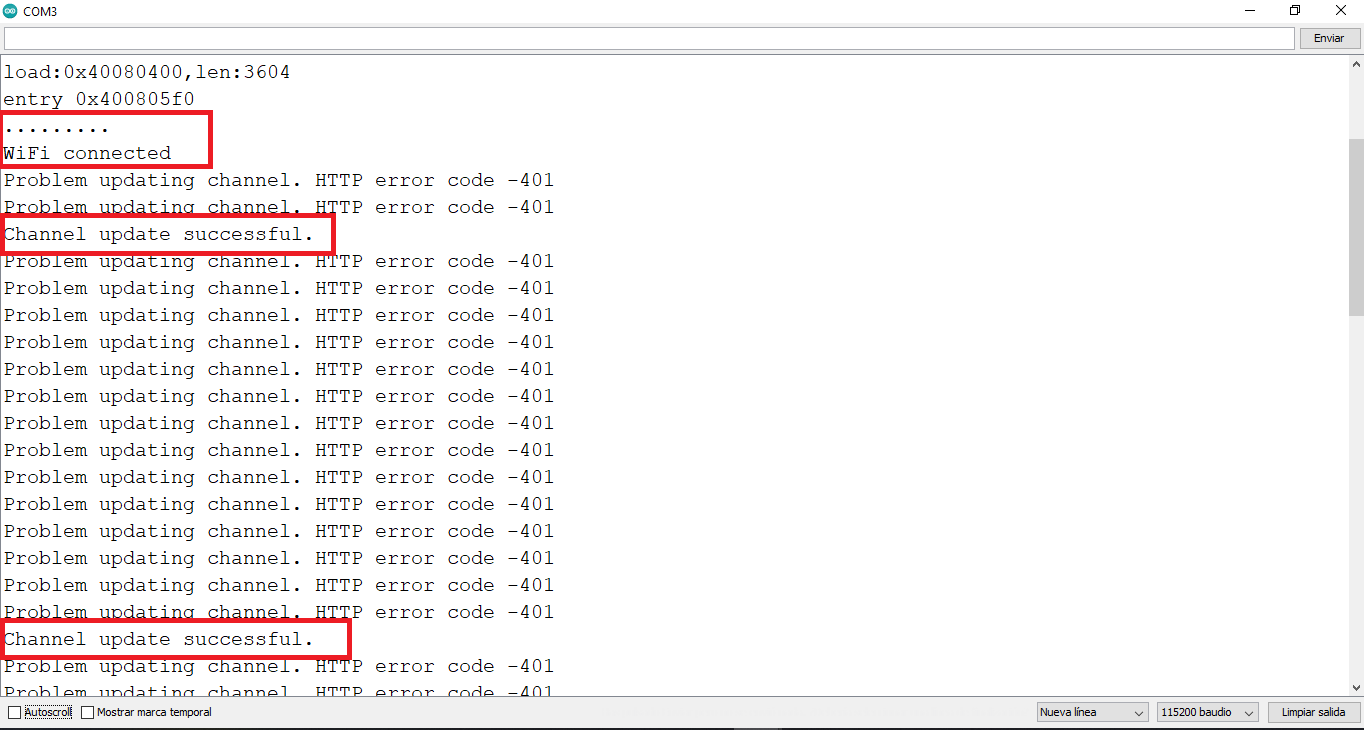 COM3
Enviar
load:0x40080400,len:3604
entry 0x400805f0
.........
WiFi connected
Problem updating channel. HTTP error code -401
Problem updating channel. HTTP error code -401
Channel update successful.
Problem updating channel. HTTP error code -401
Problem updating channel. HTTP error code -401
Problem updating channel. HTTP error code -401
Problem updating channel. HTTP error code -401
Problem updating channel. HTTP error code -401
Problem updating channel. HTTP error code -401
Problem updating channel. HTTP error code -401
Problem updating channel. HTTP error code -401
Problem updating channel. HTTP error code -401
Problem updating channel. HTTP error code -401
Problem updating channel. HTTP error code -401
Problem updating channel. HTTP error code -401
Problem updating channel. HTTP error code -401
Problem updating channel. HTTP error code -401
Channel update successful.
Problem updating channel. HTTP error code -401
Problem updating channel. HTTP error code -401
Autoscroll Mostrar marca temporal Nueva línea 115200 baudio Limpiar salida